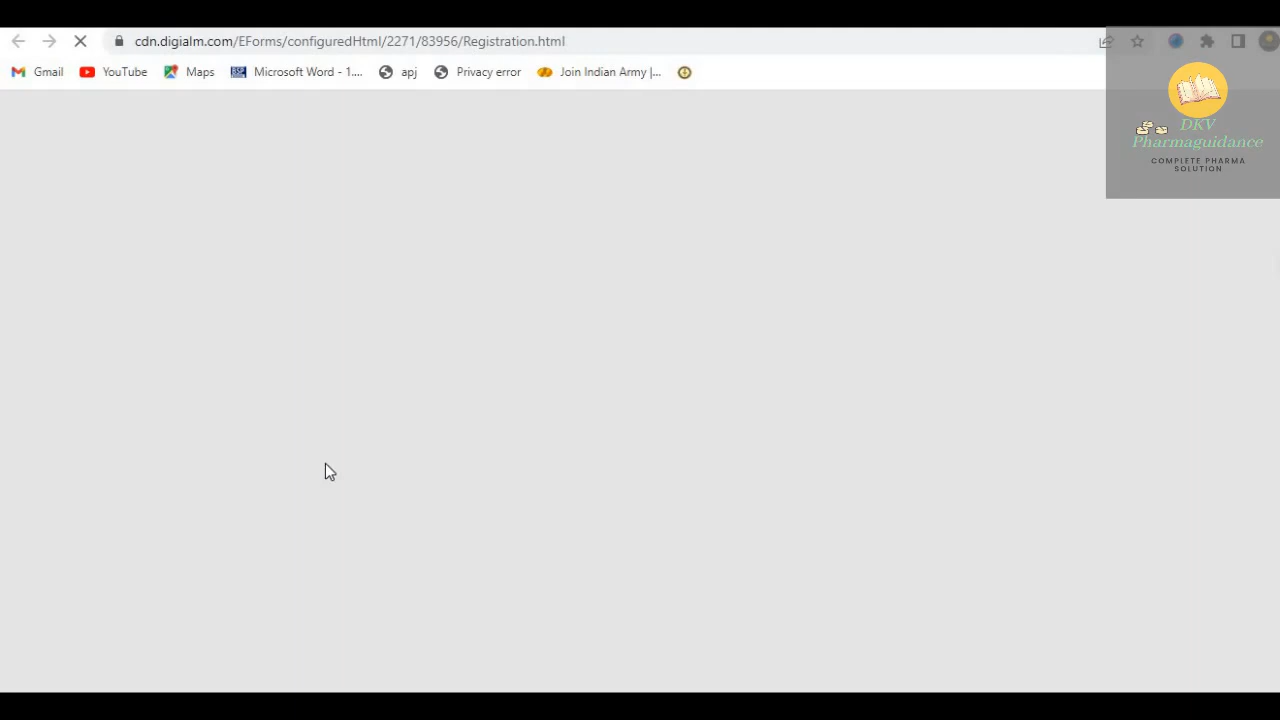 cdn.digialm.com/EForms/configuredHtml/2271/83956/Registration.html
Gmail YouTube Maps Microsoft Word - 1.... apj Privacy error Join Indian Army |...
DKV
Pharmaguidance
COMPLETE PHARMA
SOLUTION